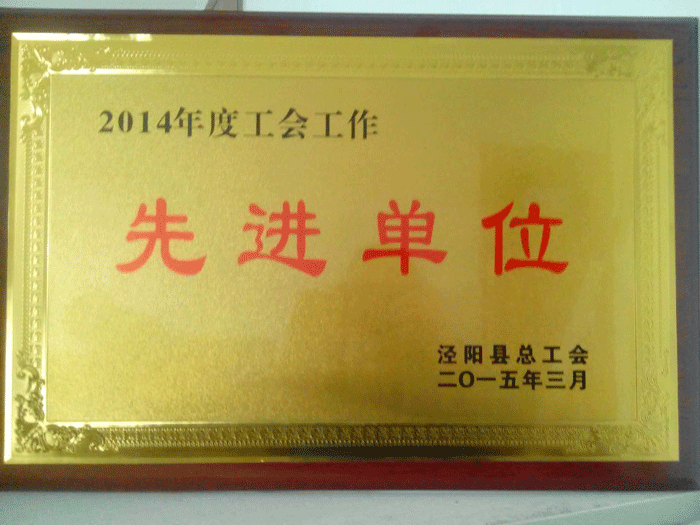 2014年度工会工作
先进单位
泾阳县总工会
二〇一五年三月